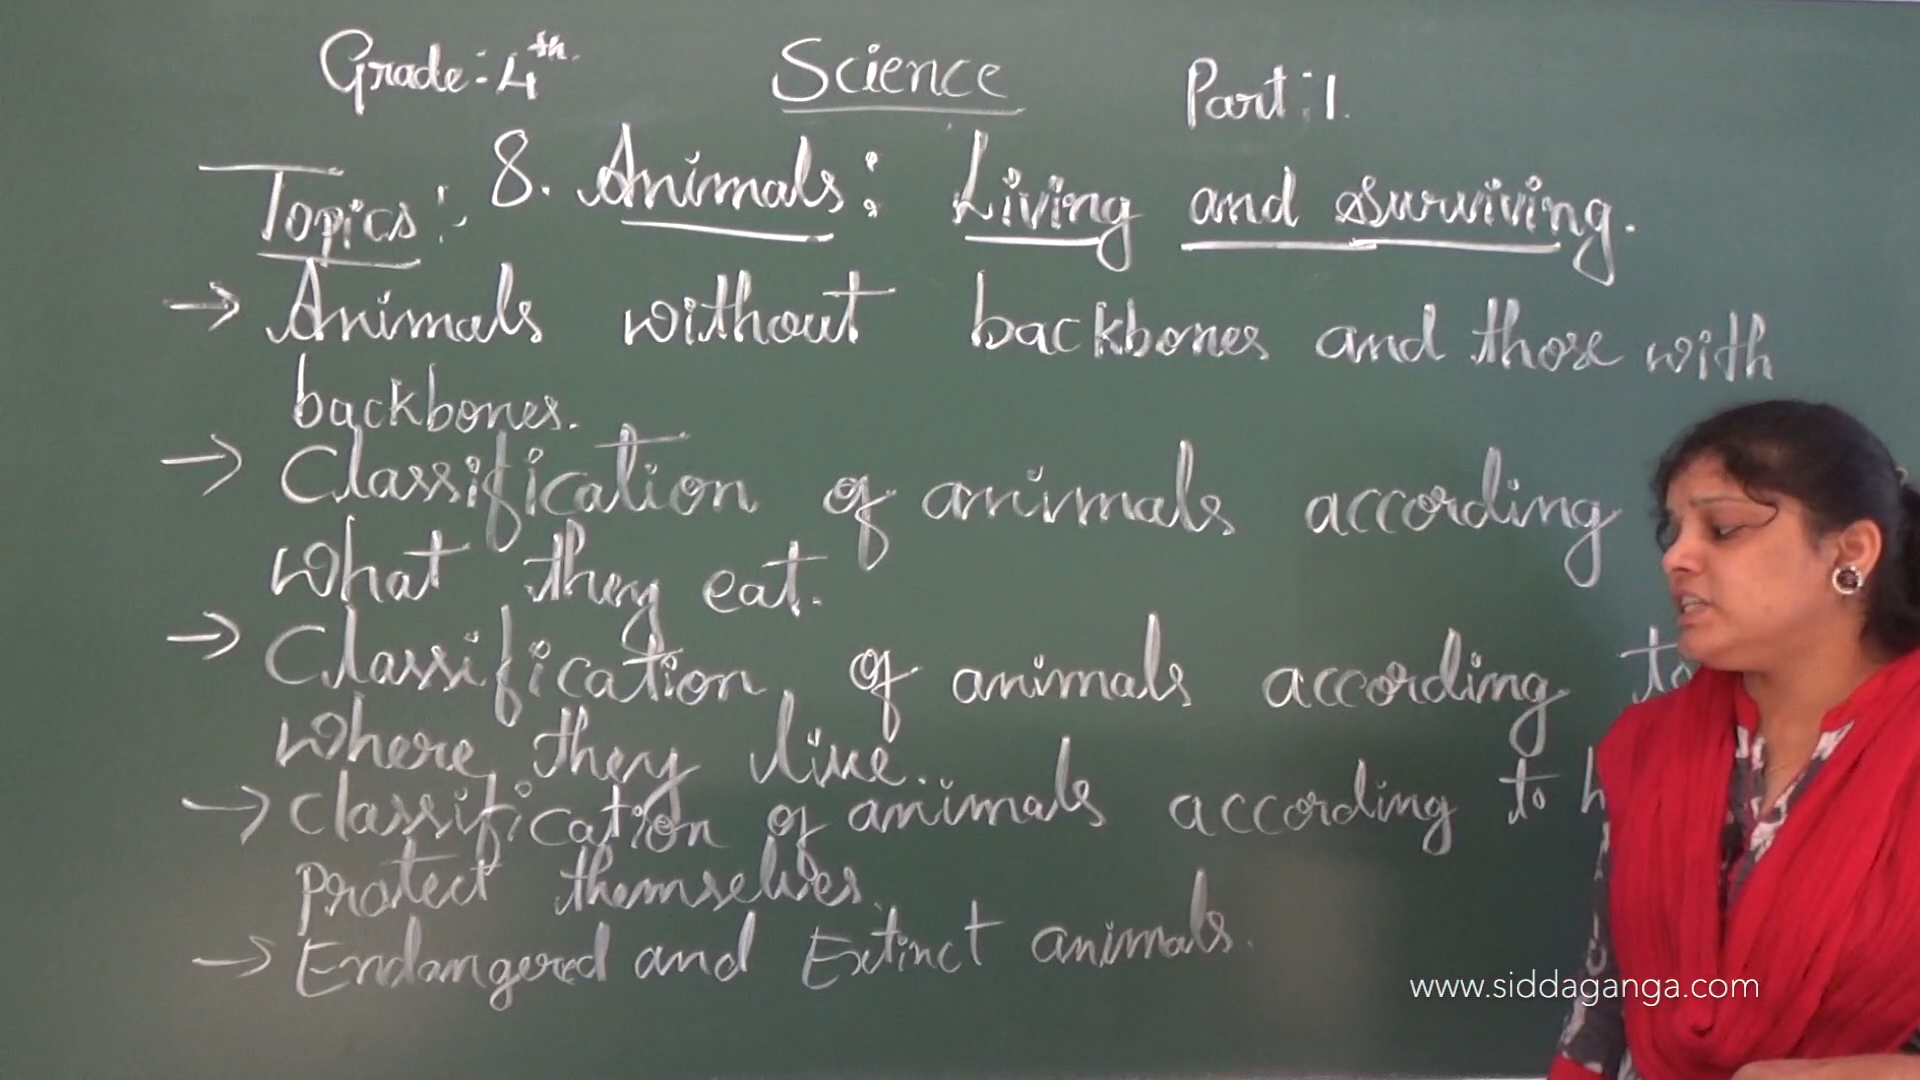 Grade:- 4th. Science Part:1.
8. Animals: Living and surviving.
Topics:-
→ Animals without backbones and those with
backbones.
→ Classification of animals according
what they eat.
→ Classification of animals according to
where they live.
→ Classification of animals according to
protect themselves.
→ Endangered and Extinct animals.
www.siddaganga.com